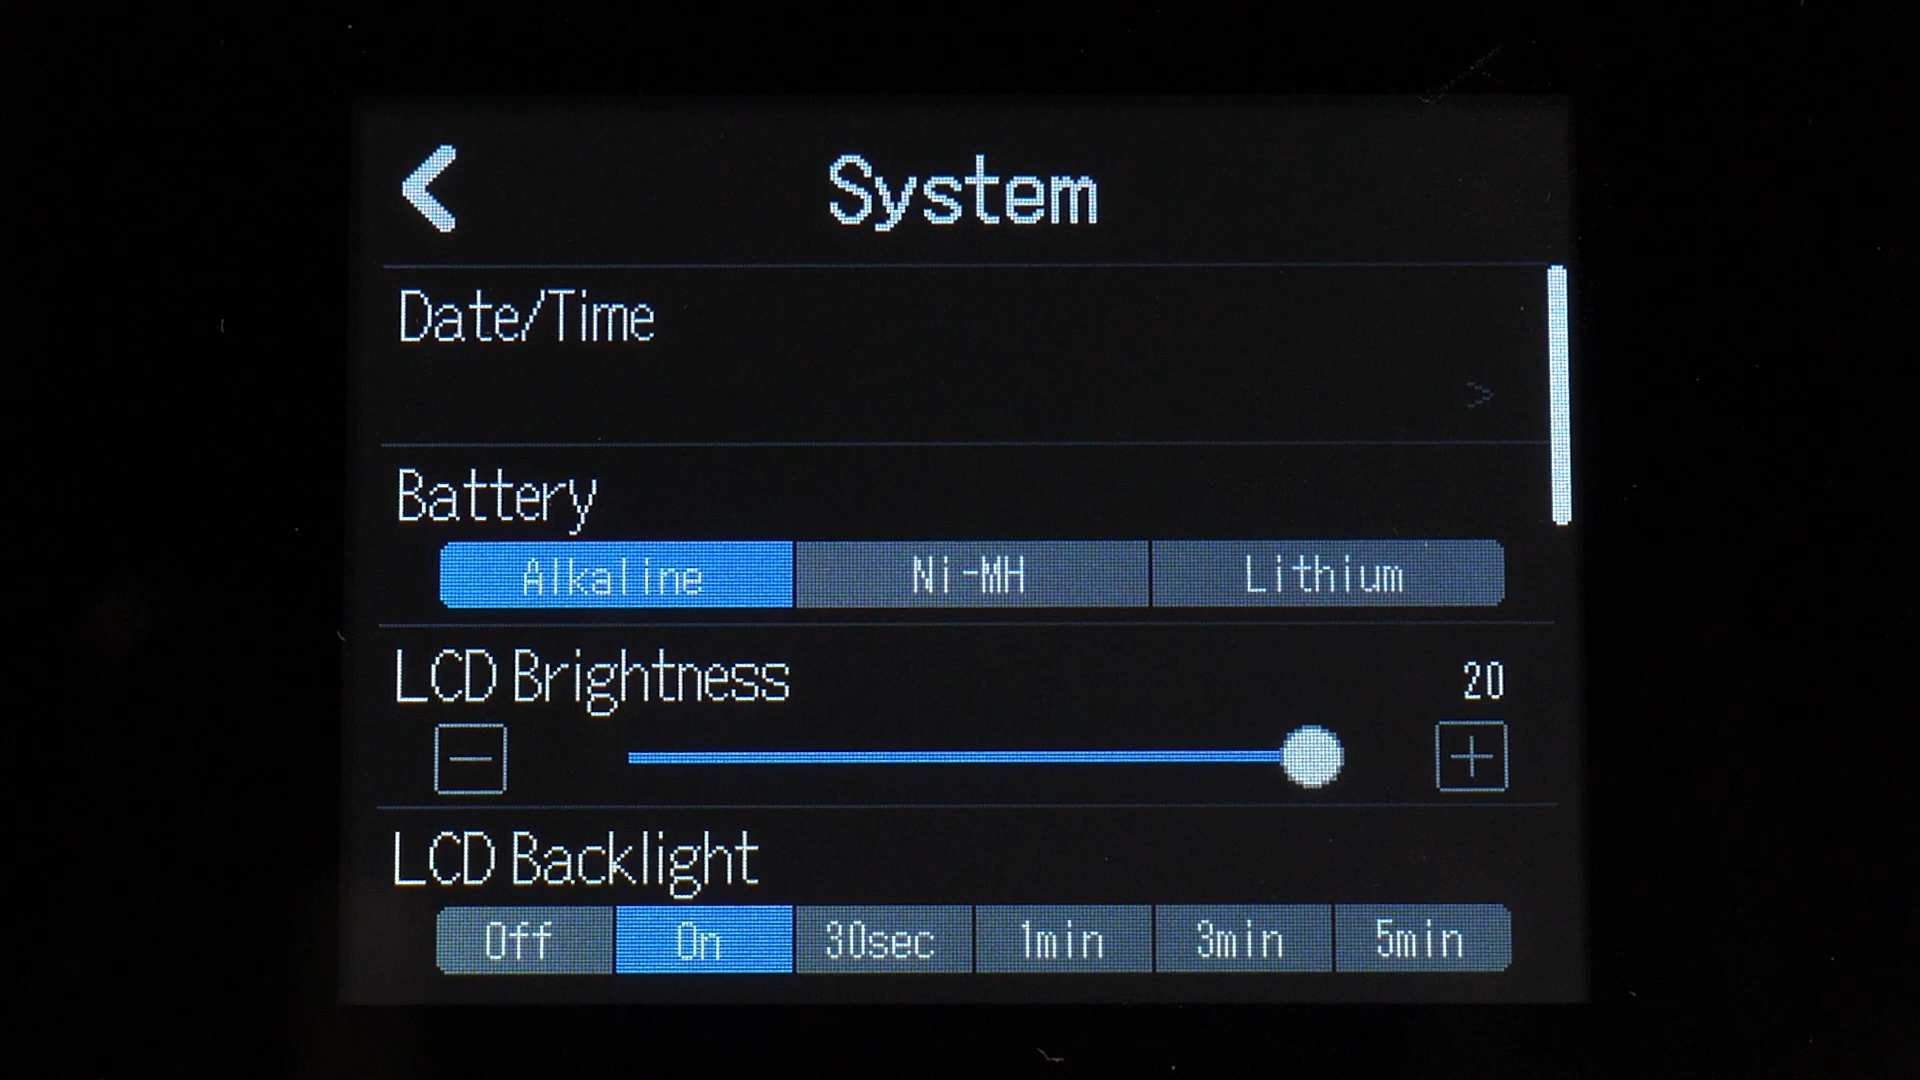 System
Date/Time
>
Battery
Alkaline Ni-MH Lithium
LCD Brightness 20
LCD Backlight
Off On 30sec 1min 3min 5min